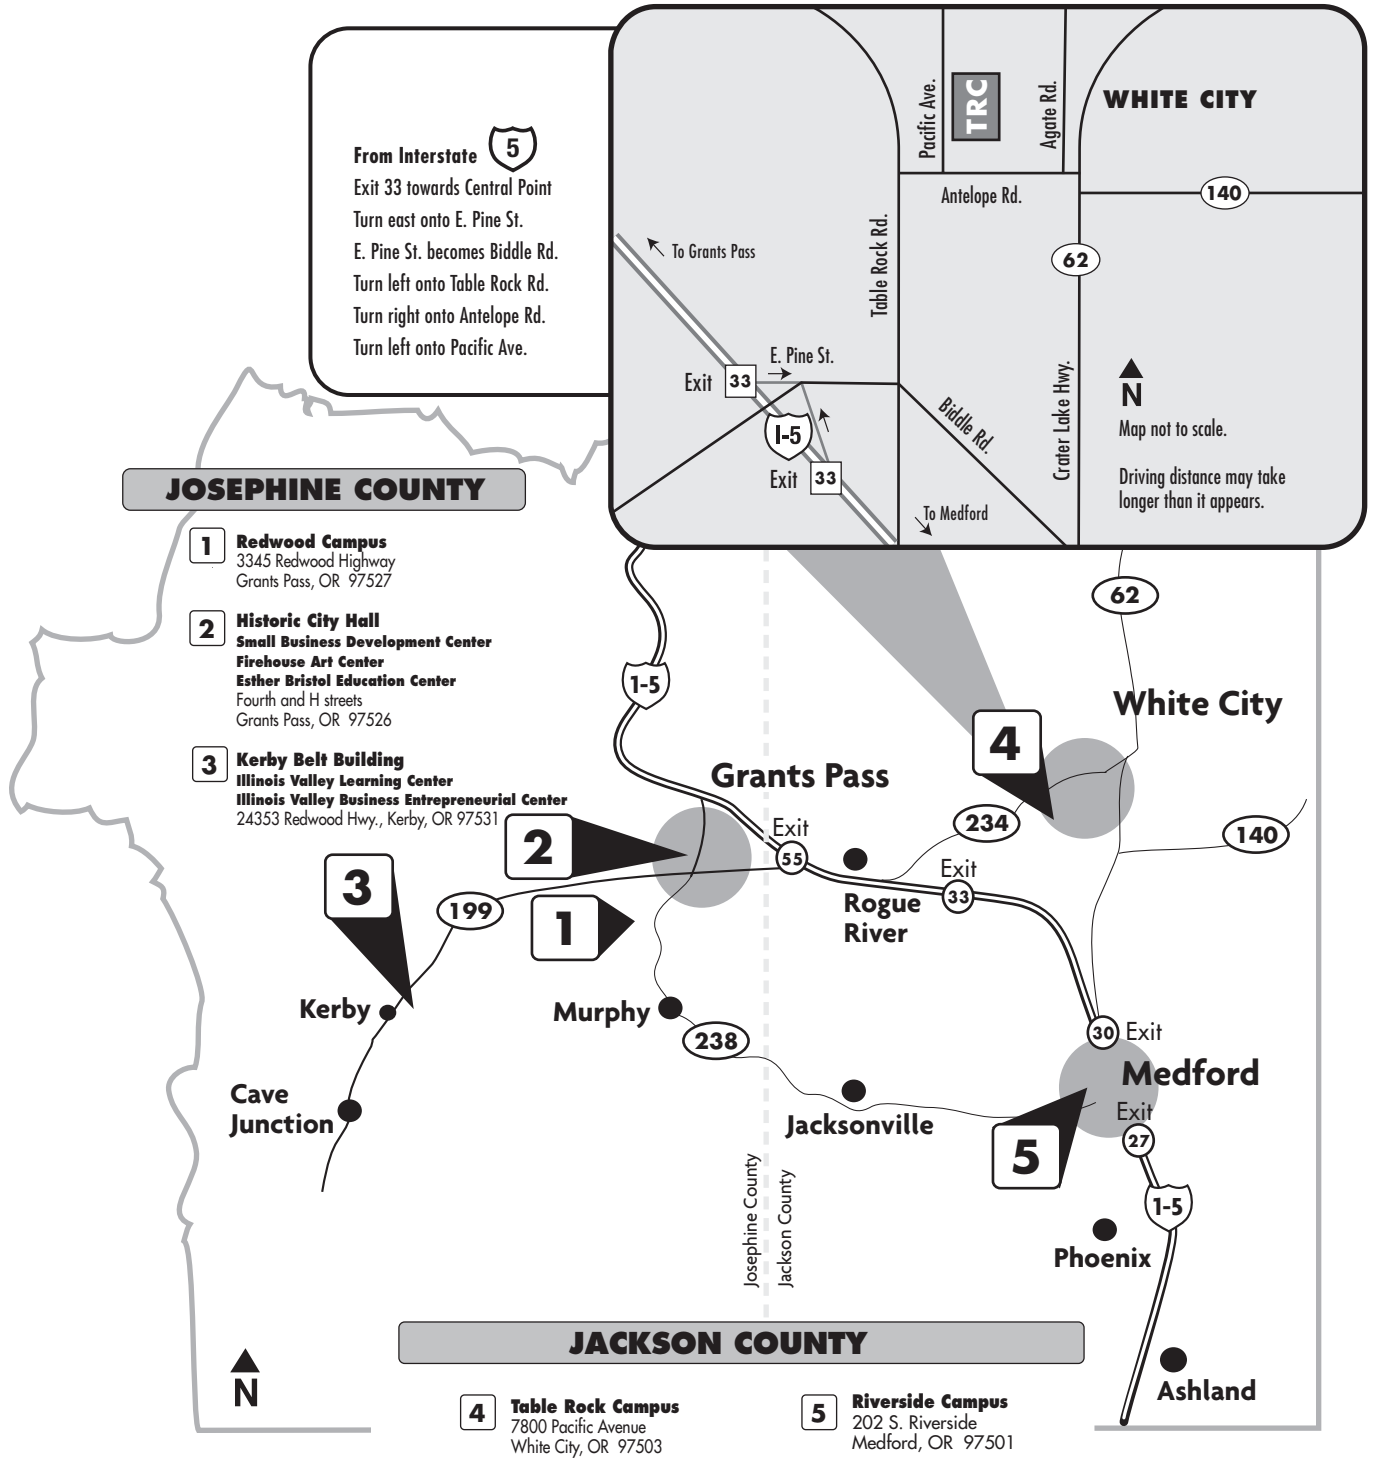 From Interstate 5
Exit 33 towards Central Point
Turn east onto E. Pine St.
E. Pine St. becomes Biddle Rd.
Turn left onto Table Rock Rd.
Turn right onto Antelope Rd.
Turn left onto Pacific Ave.
Pacific Ave.
TRC
Agate Rd.
WHITE CITY
Antelope Rd.
140
62
Table Rock Rd.
To Grants Pass
E. Pine St.
Exit 33
I-5
Exit 33
Biddle Rd.
Crater Lake Hwy.
To Medford
N
Map not to scale.
Driving distance may take
longer than it appears.
JOSEPHINE COUNTY
1 Redwood Campus
3345 Redwood Highway
Grants Pass, OR 97527
2 Historic City Hall
Small Business Development Center
Firehouse Art Center
Esther Bristol Education Center
Fourth and H streets
Grants Pass, OR 97526
3 Kerby Belt Building
Illinois Valley Learning Center
Illinois Valley Business Entrepreneurial Center
24353 Redwood Hwy., Kerby, OR 97531
62
1-5
White City
4
Grants Pass
234
140
Exit
55
2
3
Exit
33
Rogue
River
199
1
Kerby
Murphy
238
30 Exit
Medford
Cave
Junction
Jacksonville
Exit
27
5
1-5
Josephine County
Jackson County
Phoenix
Ashland
N
JACKSON COUNTY
4 Table Rock Campus
7800 Pacific Avenue
White City, OR 97503
5 Riverside Campus
202 S. Riverside
Medford, OR 97501